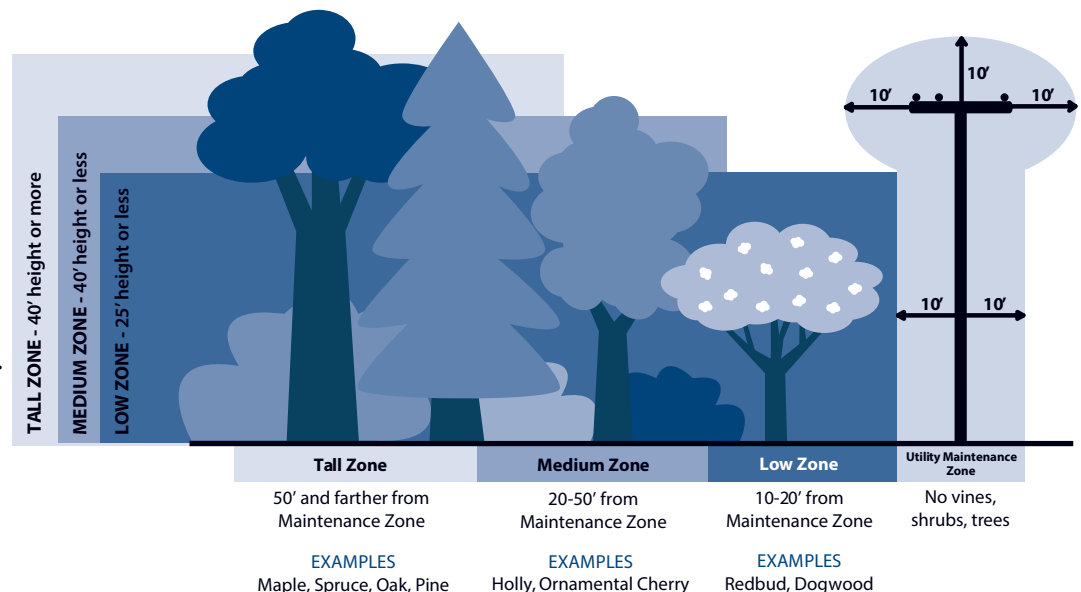 TALL ZONE - 40’ height or more
MEDIUM ZONE - 40’ height or less
LOW ZONE - 25’ height or less
10’
10’
10’
10’
10’
Tall Zone
50’ and farther from
Maintenance Zone
EXAMPLES
Maple, Spruce, Oak, Pine
Medium Zone
20-50’ from
Maintenance Zone
EXAMPLES
Holly, Ornamental Cherry
Low Zone
10-20’ from
Maintenance Zone
EXAMPLES
Redbud, Dogwood
Utility Maintenance
Zone
No vines,
shrubs, trees